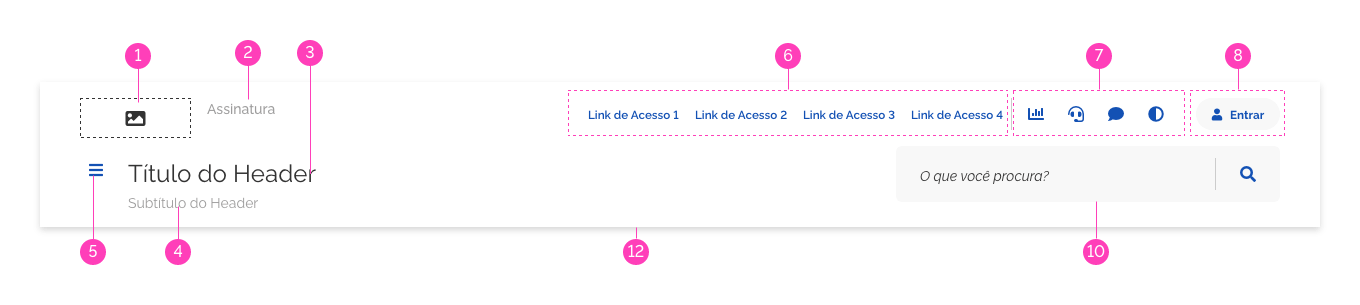 1 2 3 6 7 8
Assinatura
Link de Acesso 1 Link de Acesso 2 Link de Acesso 3 Link de Acesso 4 Entrar
Título do Header
O que você procura?
Subtítulo do Header
5 4 12 10